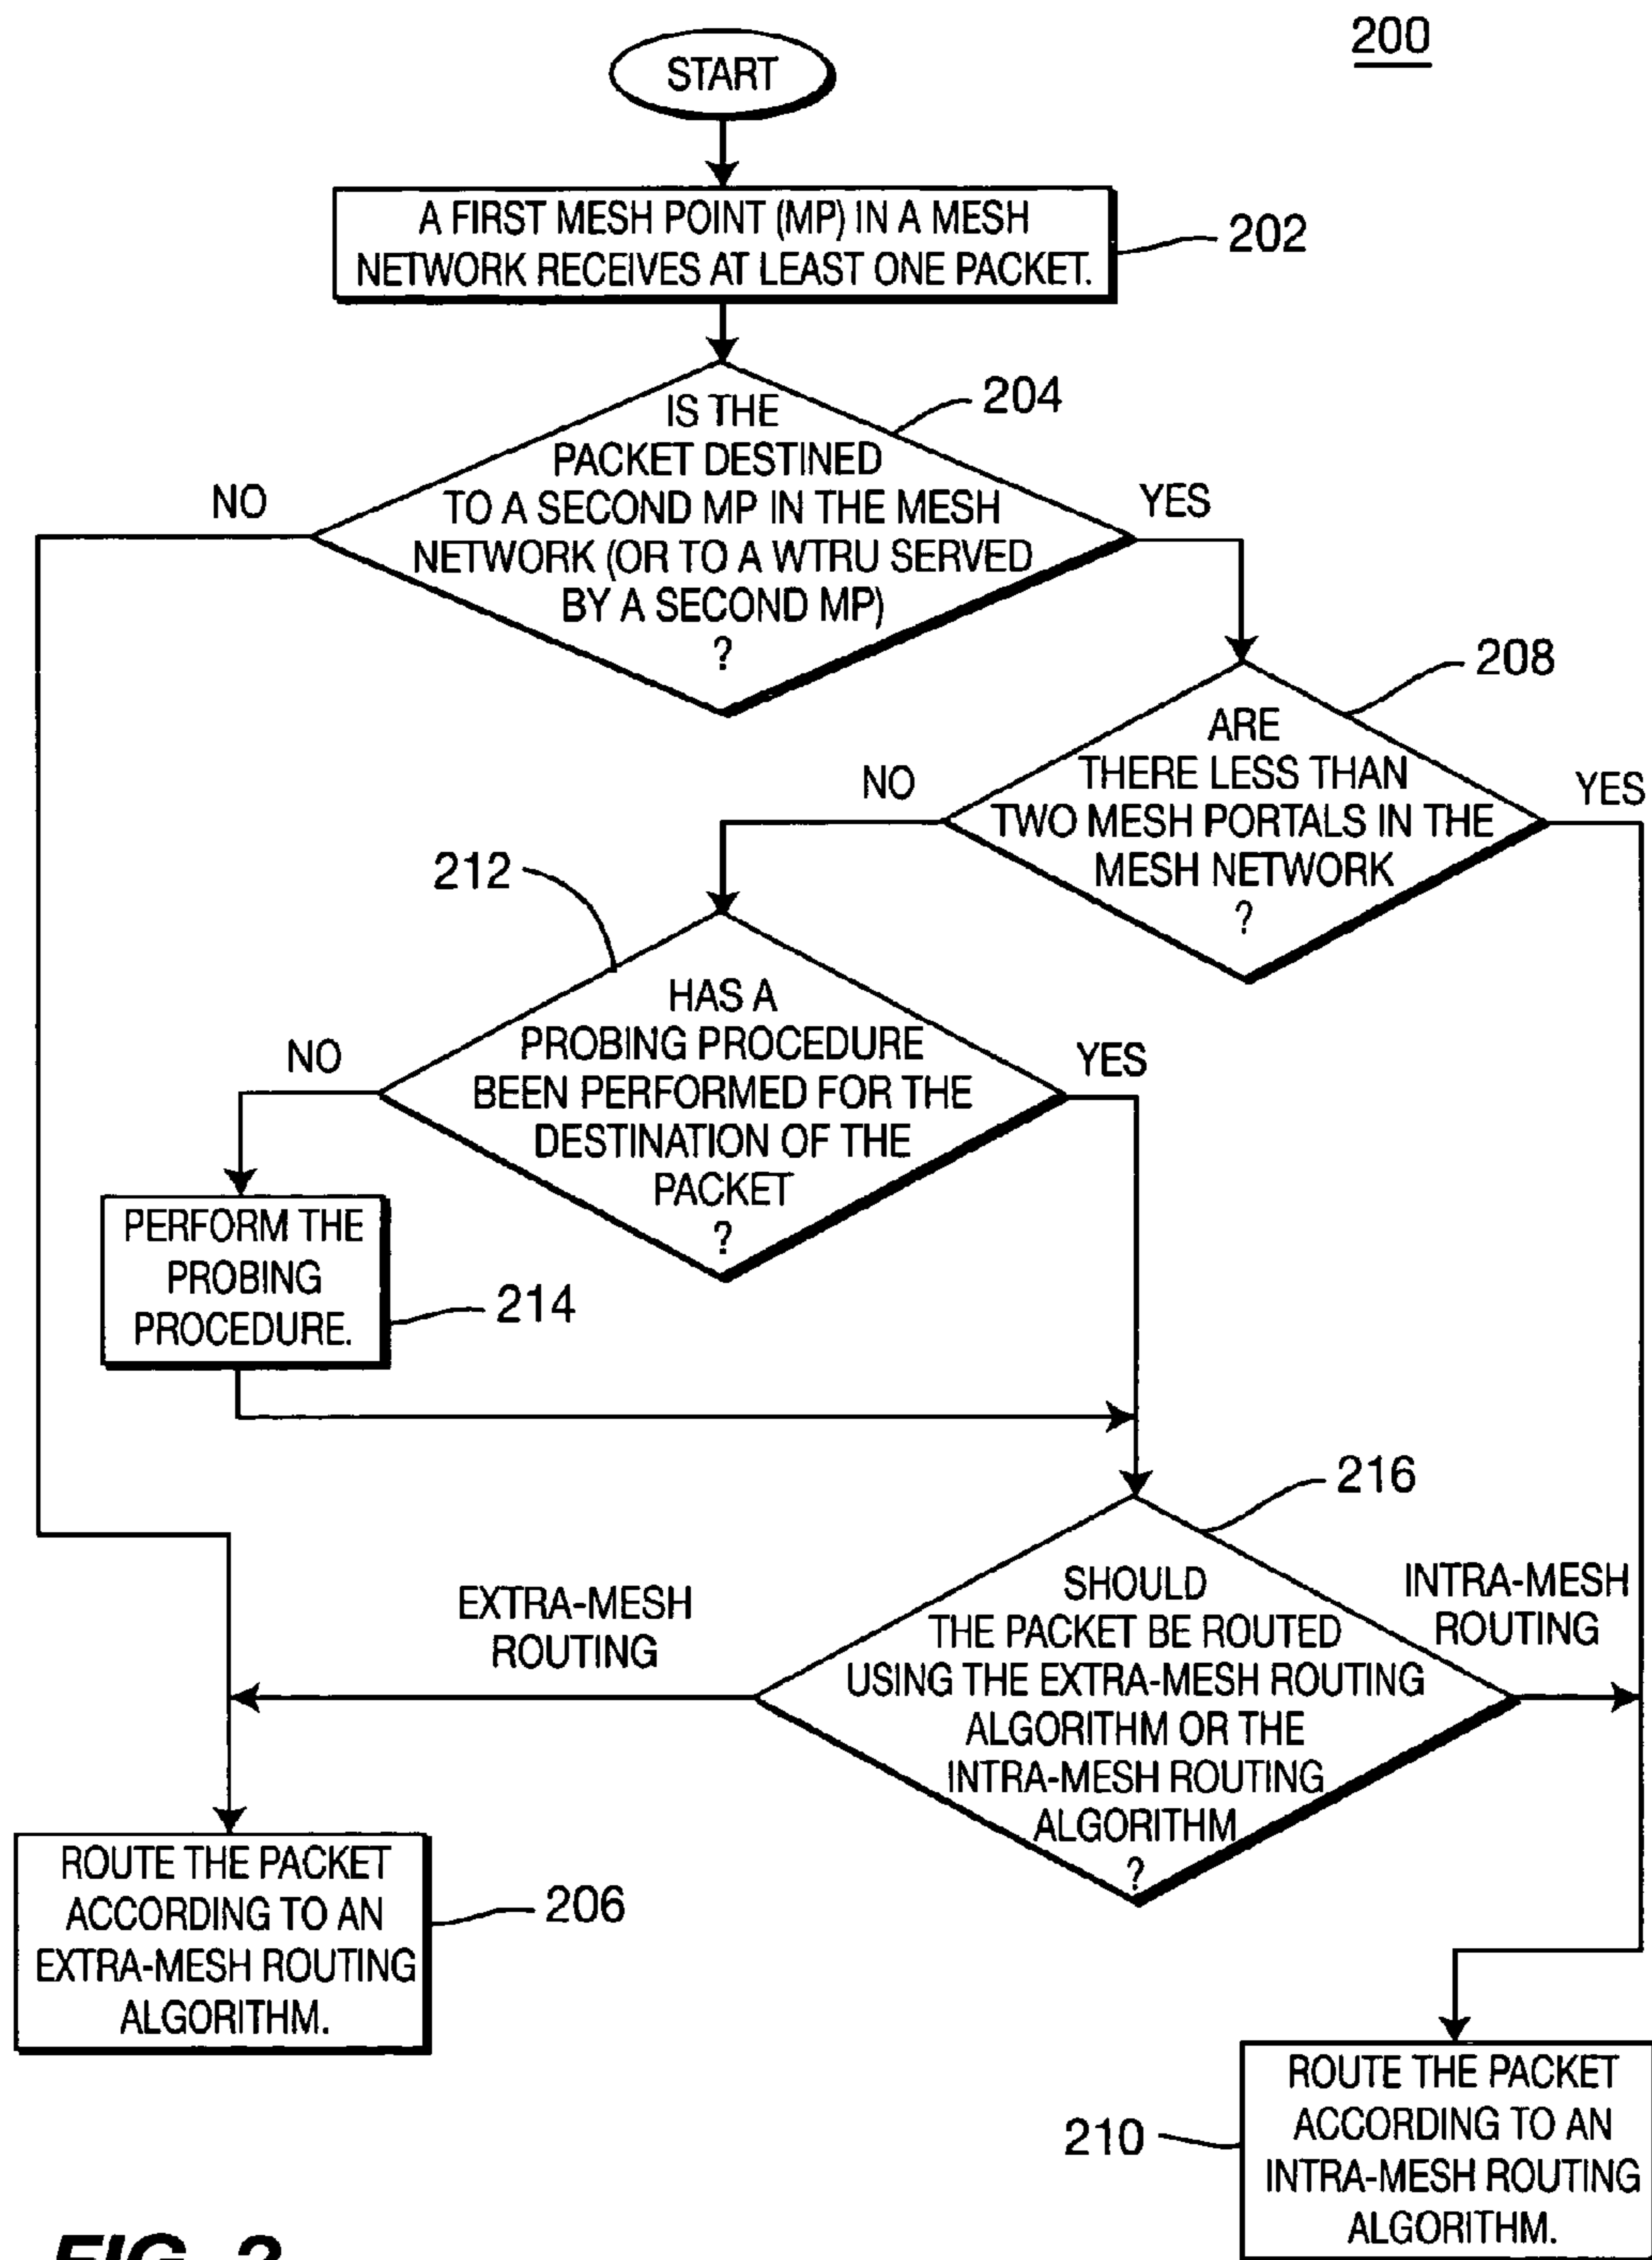 200
START
A FIRST MESH POINT (MP) IN A MESH
NETWORK RECEIVES AT LEAST ONE PACKET.
202
IS THE
PACKET DESTINED
TO A SECOND MP IN THE MESH
NETWORK (OR TO A WTRU SERVED
BY A SECOND MP)
?
204
NO
YES
ARE
THERE LESS THAN
TWO MESH PORTALS IN THE
MESH NETWORK
?
208
NO
YES
212
HAS A
PROBING PROCEDURE
BEEN PERFORMED FOR THE
DESTINATION OF THE
PACKET
?
NO
YES
PERFORM THE
PROBING
PROCEDURE.
214
216
SHOULD
THE PACKET BE ROUTED
USING THE EXTRA-MESH ROUTING
ALGORITHM OR THE
INTRA-MESH ROUTING
ALGORITHM
?
EXTRA-MESH
ROUTING
INTRA-MESH
ROUTING
ROUTE THE PACKET
ACCORDING TO AN
EXTRA-MESH ROUTING
ALGORITHM.
206
ROUTE THE PACKET
ACCORDING TO AN
INTRA-MESH ROUTING
ALGORITHM.
210
FIG. 2